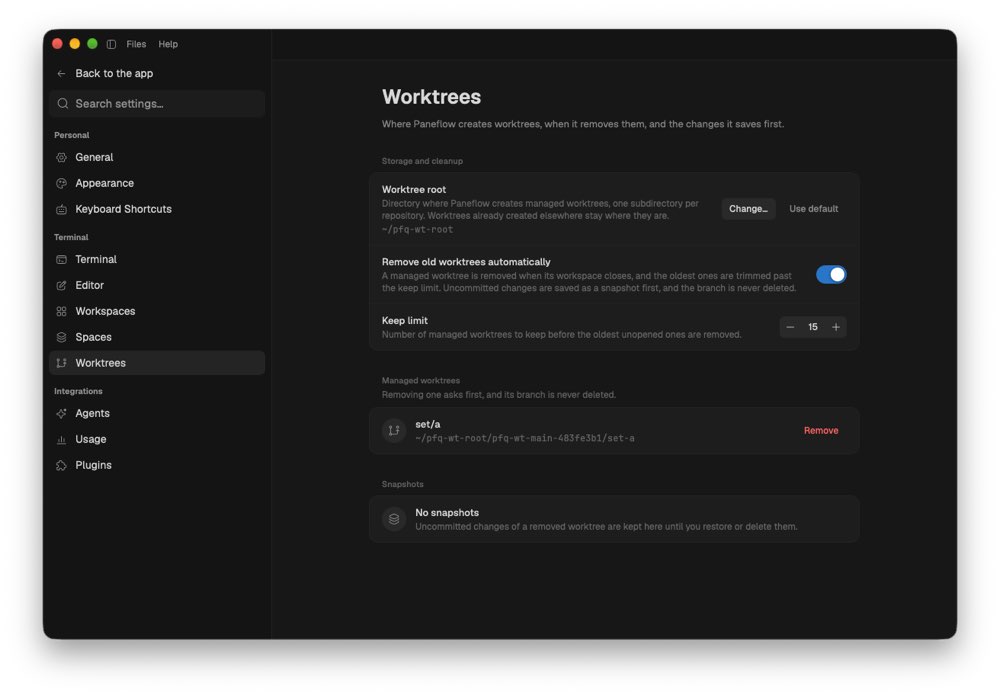 Files Help
Back to the app
Search settings...
Personal
General
Appearance
Keyboard Shortcuts
Terminal
Terminal
Editor
Workspaces
Spaces
Worktrees
Integrations
Agents
Usage
Plugins
Worktrees
Where Paneflow creates worktrees, when it removes them, and the changes it saves first.
Storage and cleanup
Worktree root
Directory where Paneflow creates managed worktrees, one subdirectory per
repository. Worktrees already created elsewhere stay where they are.
~/pfq-wt-root
Change...
Use default
Remove old worktrees automatically
A managed worktree is removed when its workspace closes, and the oldest ones are trimmed past
the keep limit. Uncommitted changes are saved as a snapshot first, and the branch is never deleted.
Keep limit
Number of managed worktrees to keep before the oldest unopened ones are removed.
− 15 +
Managed worktrees
Removing one asks first, and its branch is never deleted.
set/a
~/pfq-wt-root/pfq-wt-main-483fe3b1/set-a
Remove
Snapshots
No snapshots
Uncommitted changes of a removed worktree are kept here until you restore or delete them.